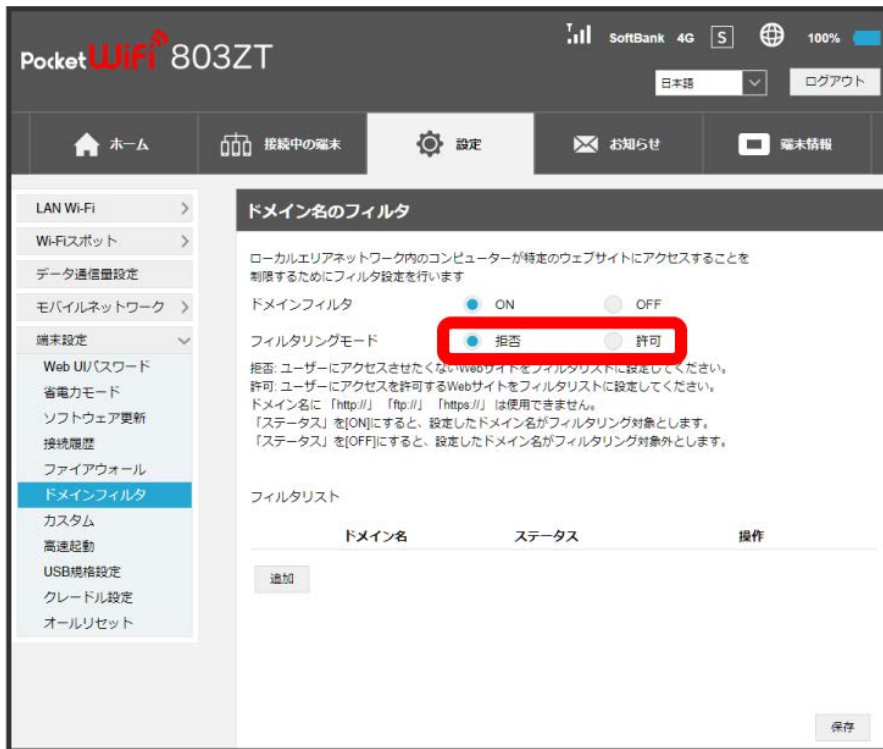 Pocket WiFi 803ZT
SoftBank 4G S 100%
日本語 ログアウト
ホーム 接続中の端末 設定 お知らせ 端末情報
LAN Wi-Fi
Wi-Fiスポット
データ通信量設定
モバイルネットワーク
端末設定
Web UIパスワード
省電力モード
ソフトウェア更新
接続履歴
ファイアウォール
ドメインフィルタ
カスタム
高速起動
USB規格設定
クレードル設定
オールリセット
ドメイン名のフィルタ
ローカルエリアネットワーク内のコンピューターが特定のウェブサイトにアクセスすることを
制限するためにフィルタ設定を行います
ドメインフィルタ ON OFF
フィルタリングモード 拒否 許可
拒否: ユーザーにアクセスさせたくないWebサイトをフィルタリストに設定してください。
許可: ユーザーにアクセスを許可するWebサイトをフィルタリストに設定してください。
ドメイン名に 「http://」 「ftp://」 「https://」 は使用できません。
「ステータス」を[ON]にすると、設定したドメイン名がフィルタリング対象とします。
「ステータス」を[OFF]にすると、設定したドメイン名がフィルタリング対象外とします。
フィルタリスト
ドメイン名 ステータス 操作
追加
保存